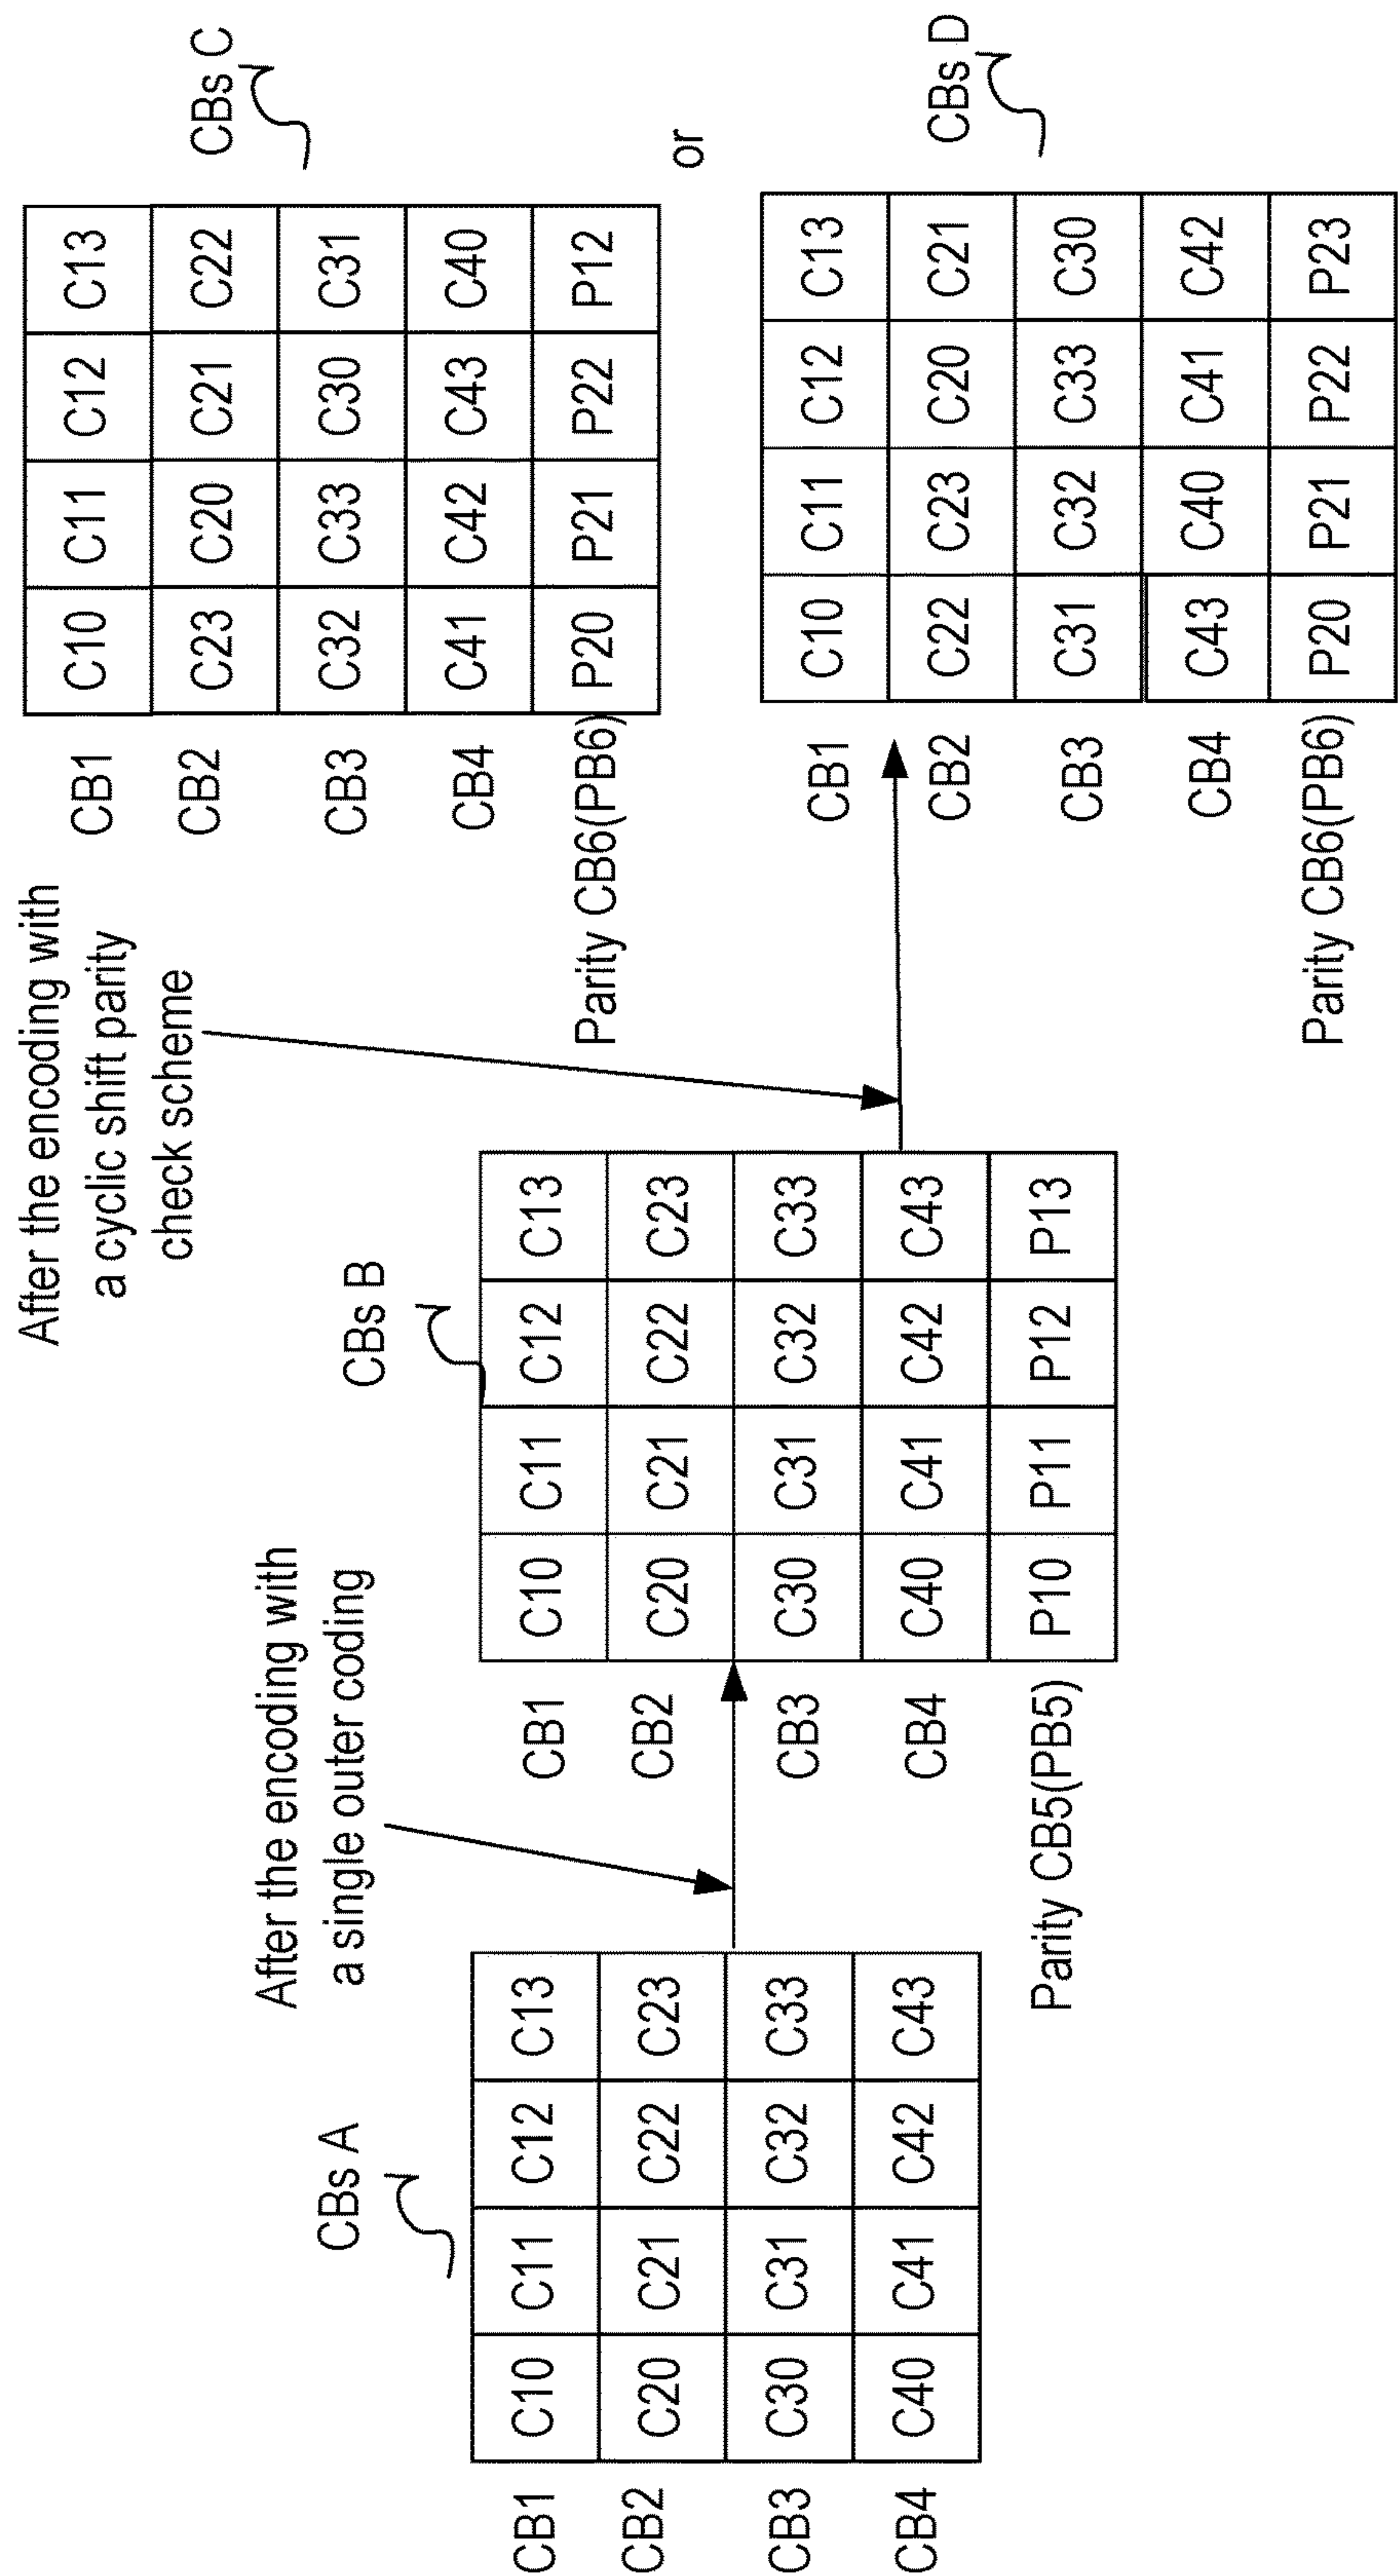 CBs A
CB1 C10 C11 C12 C13
CB2 C20 C21 C22 C23
CB3 C30 C31 C32 C33
CB4 C40 C41 C42 C43
After the encoding with
a single outer coding
CBs B
CB1 C10 C11 C12 C13
CB2 C20 C21 C22 C23
CB3 C30 C31 C32 C33
CB4 C40 C41 C42 C43
Parity CB5(PB5) P10 P11 P12 P13
After the encoding with
a cyclic shift parity
check scheme
CBs C
CB1 C10 C11 C12 C13
CB2 C23 C20 C21 C22
CB3 C32 C33 C30 C31
CB4 C41 C42 C43 C40
Parity CB6(PB6) P20 P21 P22 P12
or
CBs D
CB1 C10 C11 C12 C13
CB2 C22 C23 C20 C21
CB3 C31 C32 C33 C30
CB4 C43 C40 C41 C42
Parity CB6(PB6) P20 P21 P22 P23